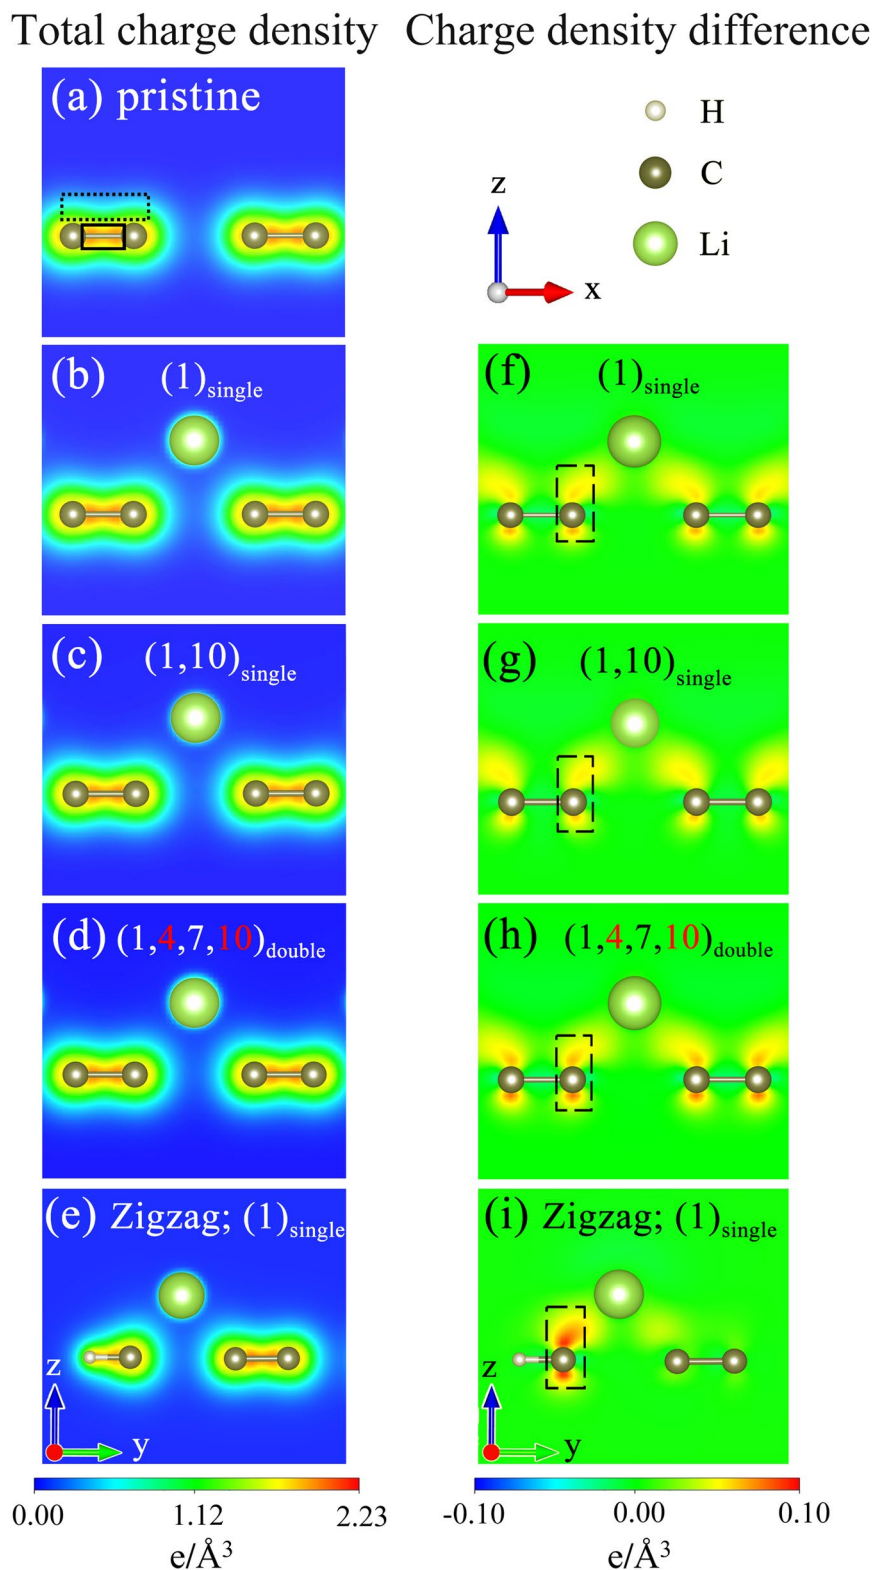 Total charge density
Charge density difference
(a) pristine
H
C
Li
z
x
(b) (1)single
(f) (1)single
(c) (1,10)single
(g) (1,10)single
(d) (1,4,7,10)double
(h) (1,4,7,10)double
(e) Zigzag; (1)single
(i) Zigzag; (1)single
z
y
z
y
0.00 1.12 2.23
e/Å³
-0.10 0.00 0.10
e/Å³